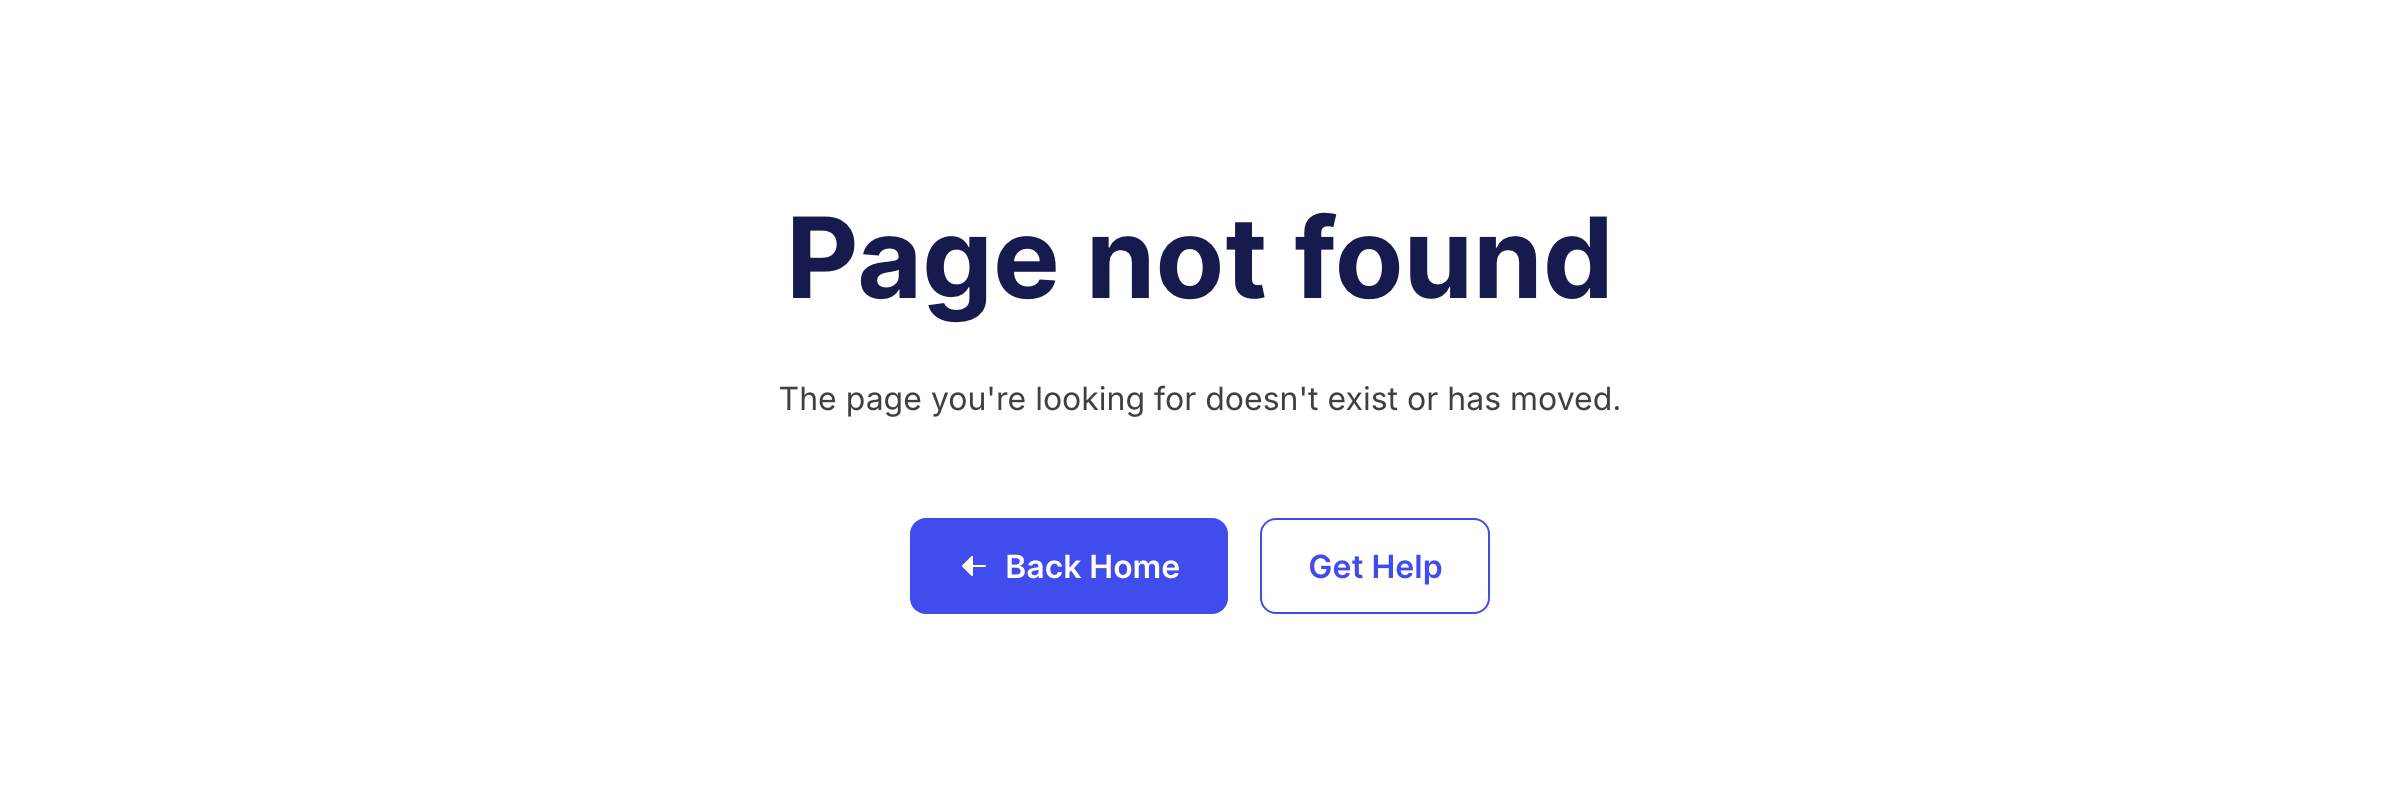 Page not found
The page you're looking for doesn't exist or has moved.
Back Home
Get Help